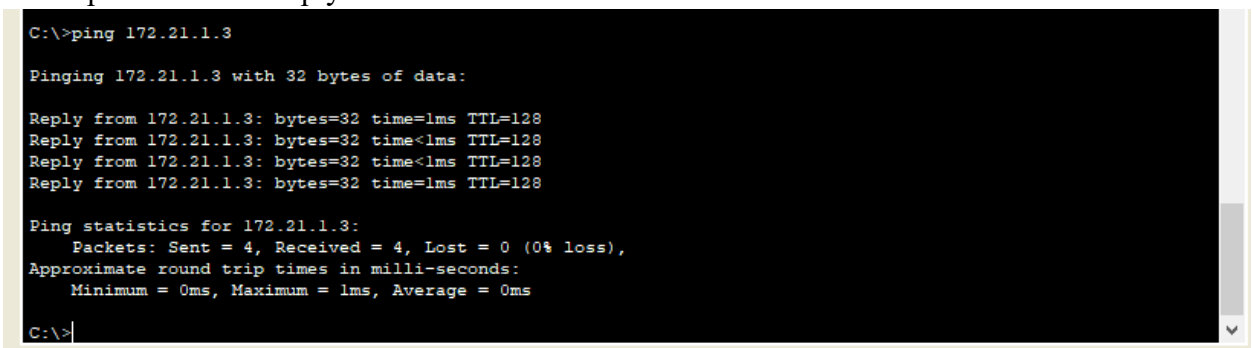 C:\>ping 172.21.1.3
Pinging 172.21.1.3 with 32 bytes of data:
Reply from 172.21.1.3: bytes=32 time=1ms TTL=128
Reply from 172.21.1.3: bytes=32 time<1ms TTL=128
Reply from 172.21.1.3: bytes=32 time<1ms TTL=128
Reply from 172.21.1.3: bytes=32 time=1ms TTL=128
Ping statistics for 172.21.1.3:
    Packets: Sent = 4, Received = 4, Lost = 0 (0% loss),
Approximate round trip times in milli-seconds:
    Minimum = 0ms, Maximum = 1ms, Average = 0ms
C:\>